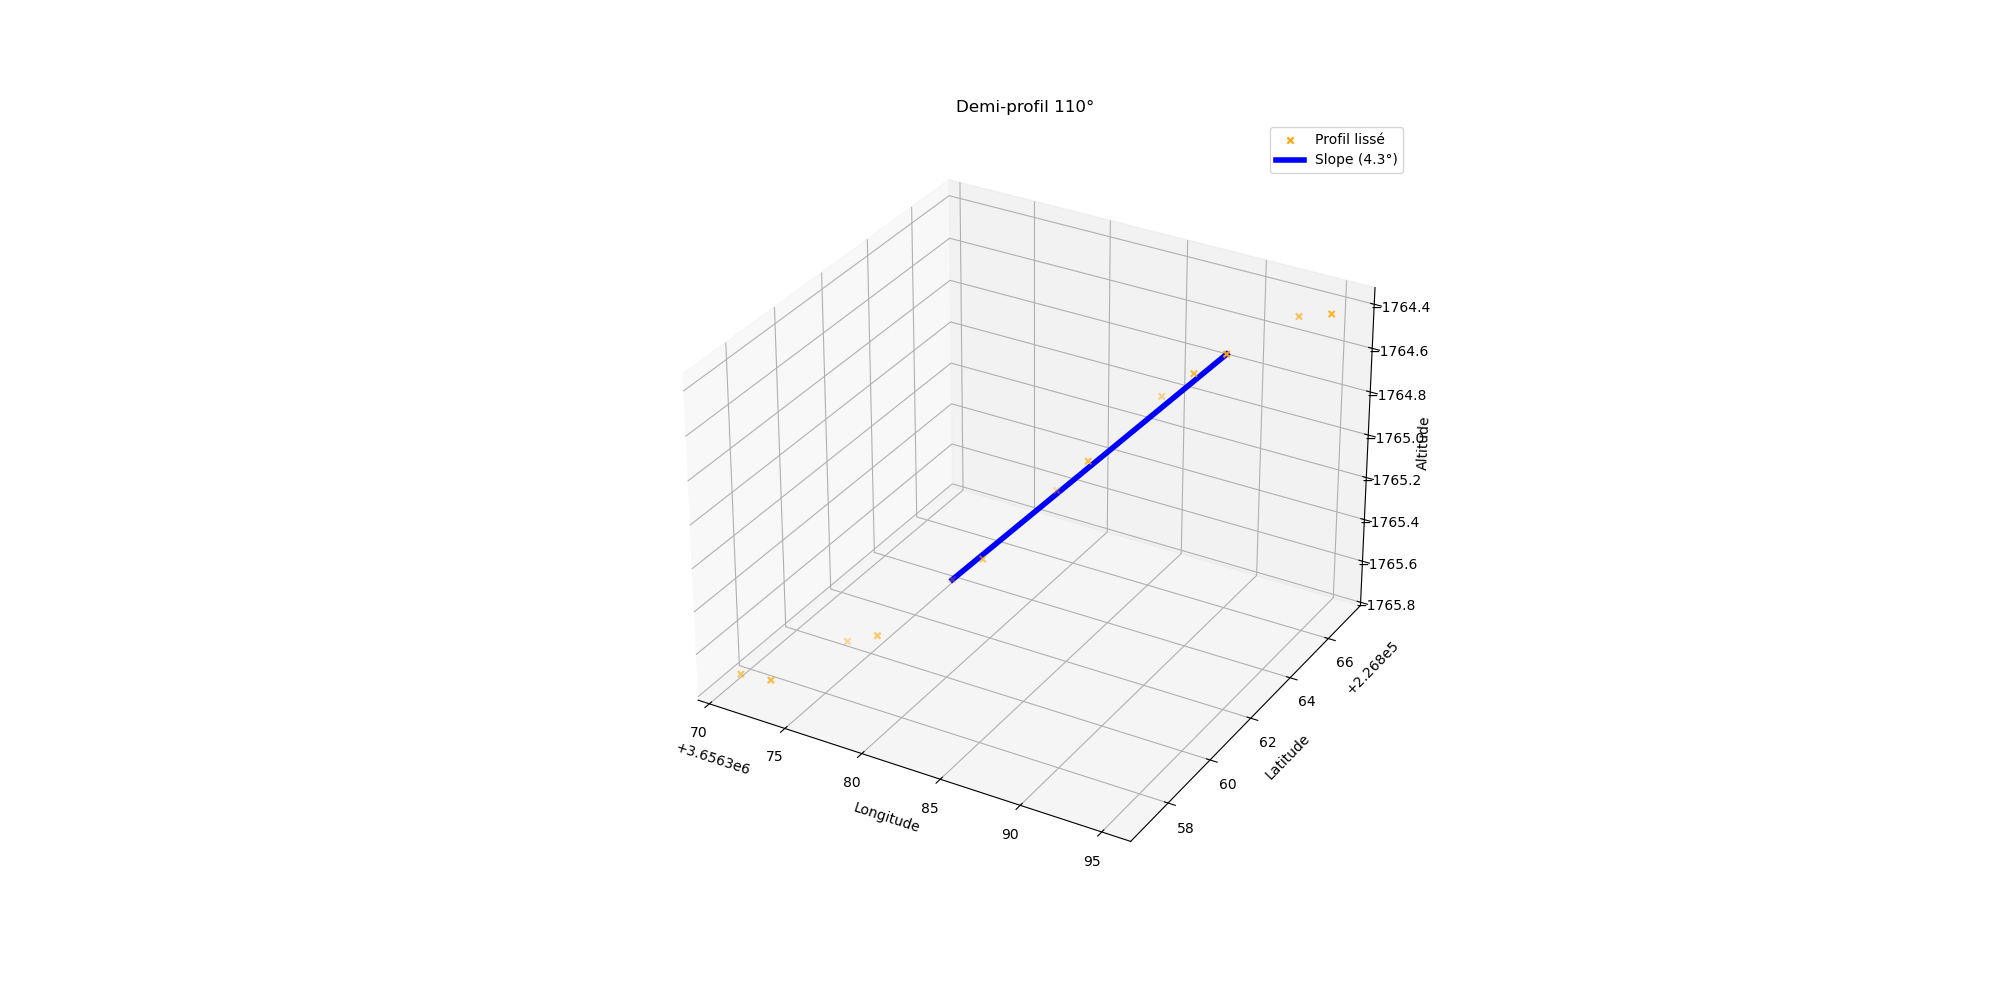 Demi-profil 110°
Profil lissé
Slope (4.3°)
−1764.4
−1764.6
−1764.8
−1765.0
−1765.2
−1765.4
−1765.6
−1765.8
Altitude
66
64
62
60
58
+2.268e5
Latitude
70
75
80
85
90
95
+3.6563e6
Longitude